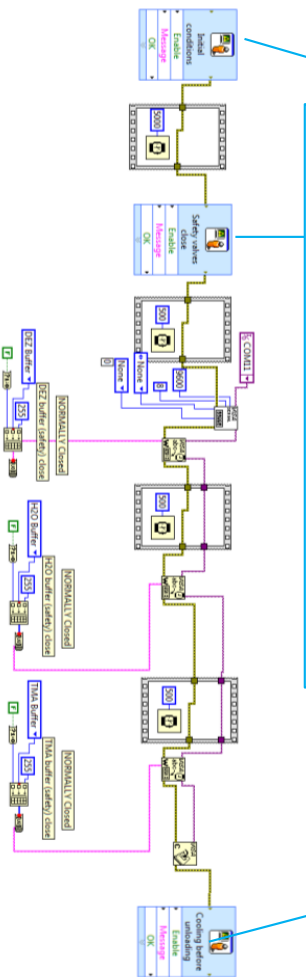 Initial
conditions
Enable
Message
OK
5000
Safety valves
close
Enable
Message
OK
500
COM11
9600
8
None
None
0
NORMALLY Closed
DEZ buffer (safety) close
DEZ Buffer
255
F
500
NORMALLY Closed
H2O buffer (safety) close
H2O Buffer
255
F
500
NORMALLY Closed
TMA buffer (safety) close
TMA Buffer
255
F
Cooling before
unloading
Enable
Message
OK